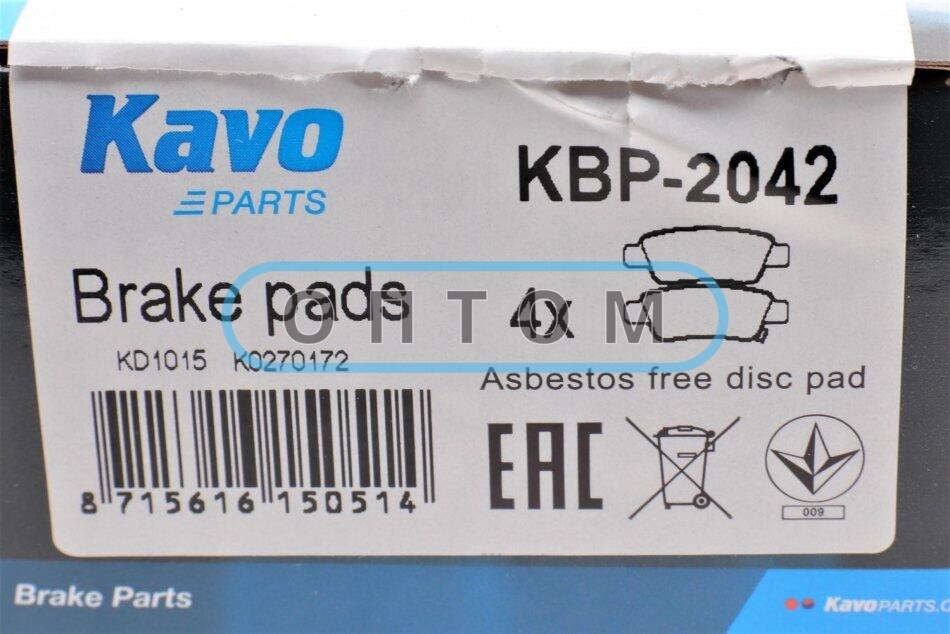 Kavo
PARTS
KBP-2042
Brake pads
4x
ОПТОМ
KD1015 K0270172
Asbestos free disc pad
8 715616 150514
EAC
009
Brake Parts
KavoPARTS.C